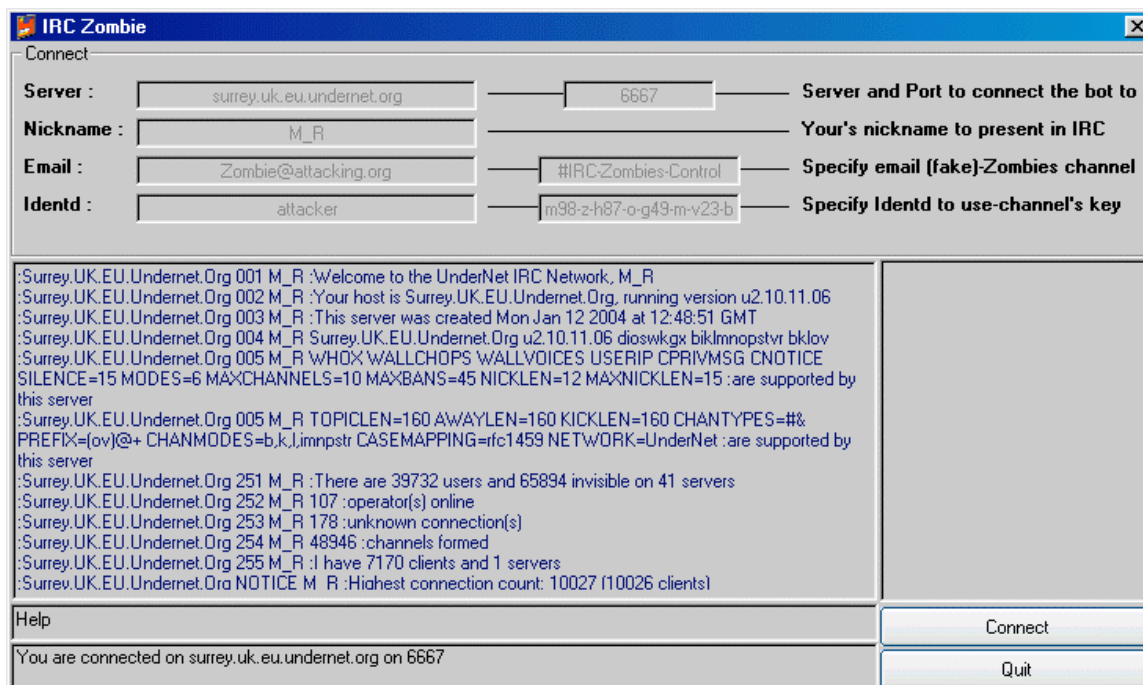 IRC Zombie
Connect
Server : surrey.uk.eu.undernet.org 6667 Server and Port to connect the bot to
Nickname : M_R Your's nickname to present in IRC
Email : Zombie@attacking.org #IRC-Zombies-Control Specify email (fake)-Zombies channel
Identd : attacker m98-z-h87-o-g49-m-v23-b Specify Identd to use-channel's key
:Surrey.UK.EU.Undernet.Org 001 M_R :Welcome to the UnderNet IRC Network, M_R
:Surrey.UK.EU.Undernet.Org 002 M_R :Your host is Surrey.UK.EU.Undernet.Org, running version u2.10.11.06
:Surrey.UK.EU.Undernet.Org 003 M_R :This server was created Mon Jan 12 2004 at 12:48:51 GMT
:Surrey.UK.EU.Undernet.Org 004 M_R Surrey.UK.EU.Undernet.Org u2.10.11.06 dioswkgx biklmnopstvr bklov
:Surrey.UK.EU.Undernet.Org 005 M_R WHOX WALLCHOPS WALLVOICES USERIP CPRIVMSG CNOTICE
SILENCE=15 MODES=6 MAXCHANNELS=10 MAXBANS=45 NICKLEN=12 MAXNICKLEN=15 :are supported by
this server
:Surrey.UK.EU.Undernet.Org 005 M_R TOPICLEN=160 AWAYLEN=160 KICKLEN=160 CHANTYPES=#&
PREFIX=(ov)@+ CHANMODES=b,k,l,imnpstr CASEMAPPING=rfc1459 NETWORK=UnderNet :are supported by
this server
:Surrey.UK.EU.Undernet.Org 251 M_R :There are 39732 users and 65894 invisible on 41 servers
:Surrey.UK.EU.Undernet.Org 252 M_R 107 :operator(s) online
:Surrey.UK.EU.Undernet.Org 253 M_R 178 :unknown connection(s)
:Surrey.UK.EU.Undernet.Org 254 M_R 48946 :channels formed
:Surrey.UK.EU.Undernet.Org 255 M_R :I have 7170 clients and 1 servers
:Surrey.UK.EU.Undernet.Org NOTICE M_R :Highest connection count: 10027 (10026 clients)
Help
Connect
You are connected on surrey.uk.eu.undernet.org on 6667
Quit